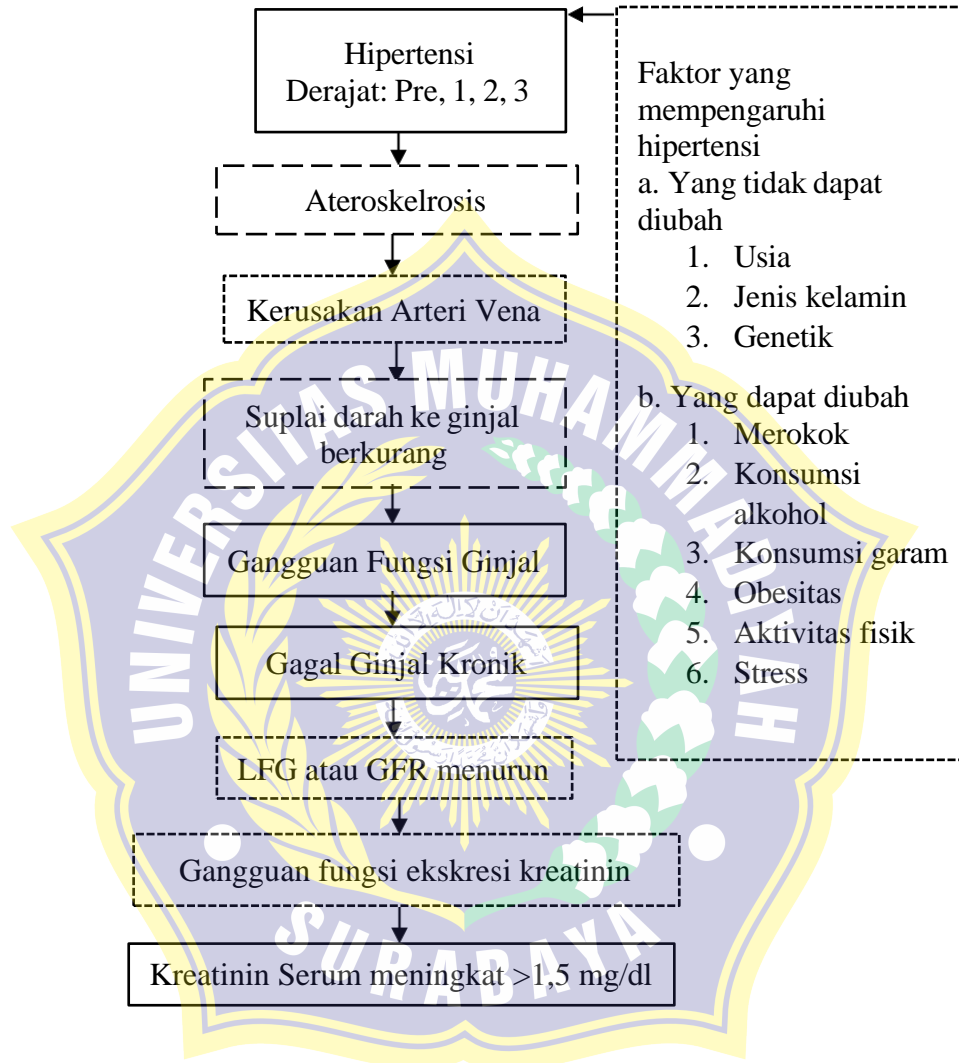 Hipertensi
Derajat: Pre, 1, 2, 3
Ateroskelrosis
Kerusakan Arteri Vena
Suplai darah ke ginjal
berkurang
Gangguan Fungsi Ginjal
Gagal Ginjal Kronik
LFG atau GFR menurun
Gangguan fungsi ekskresi kreatinin
Kreatinin Serum meningkat >1,5 mg/dl
Faktor yang
mempengaruhi
hipertensi
a. Yang tidak dapat
diubah
1. Usia
2. Jenis kelamin
3. Genetik
b. Yang dapat diubah
1. Merokok
2. Konsumsi
alkohol
3. Konsumsi garam
4. Obesitas
5. Aktivitas fisik
6. Stress
UNIVERSITAS MUHAMMADIYAH
SURABAYA